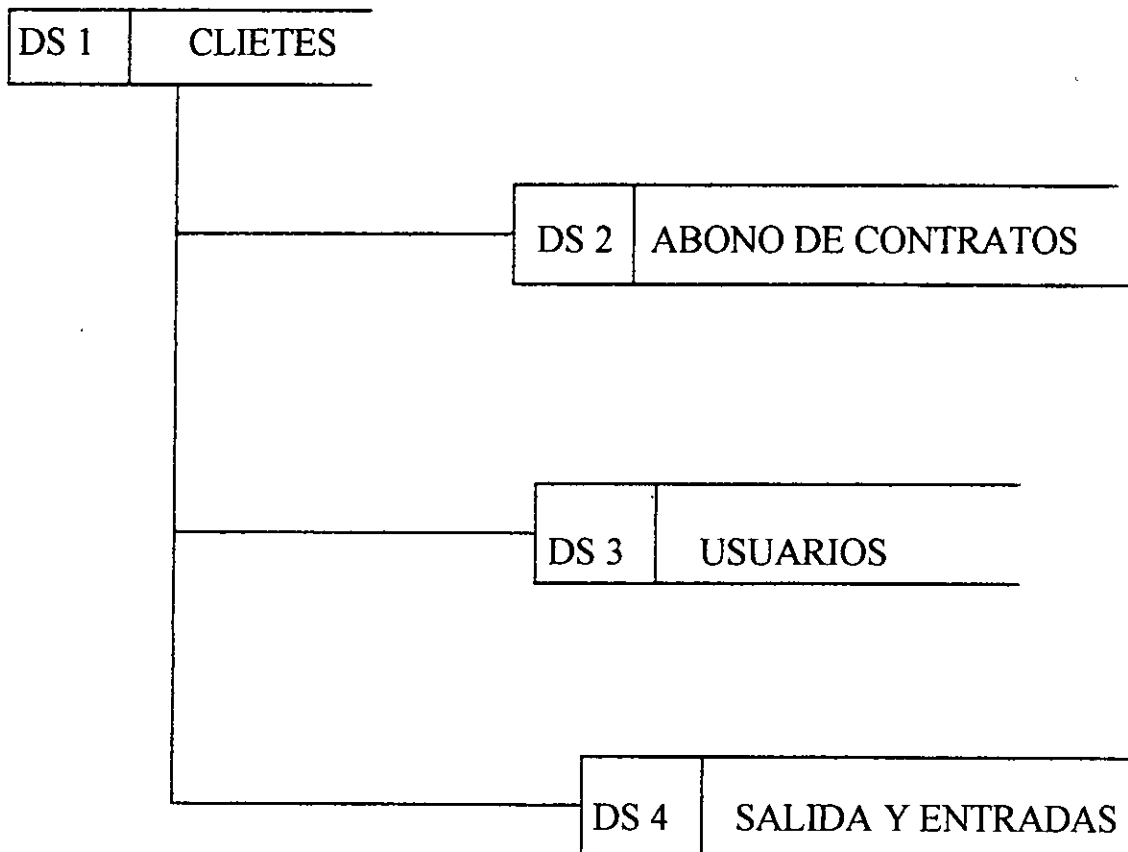 DS 1 CLIETES
DS 2 ABONO DE CONTRATOS
DS 3 USUARIOS
DS 4 SALIDA Y ENTRADAS